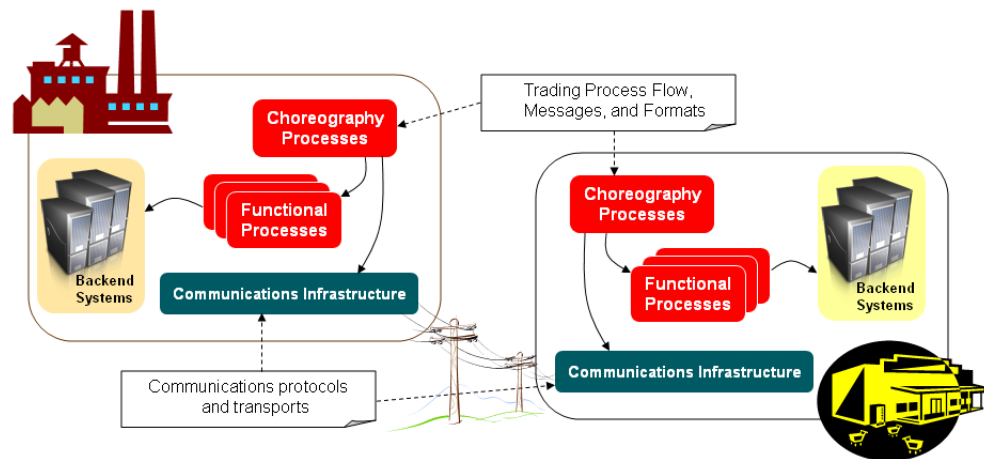 Trading Process Flow,
Messages, and Formats
Choreography
Processes
Functional
Processes
Backend
Systems
Communications Infrastructure
Communications protocols
and transports
Choreography
Processes
Functional
Processes
Backend
Systems
Communications Infrastructure